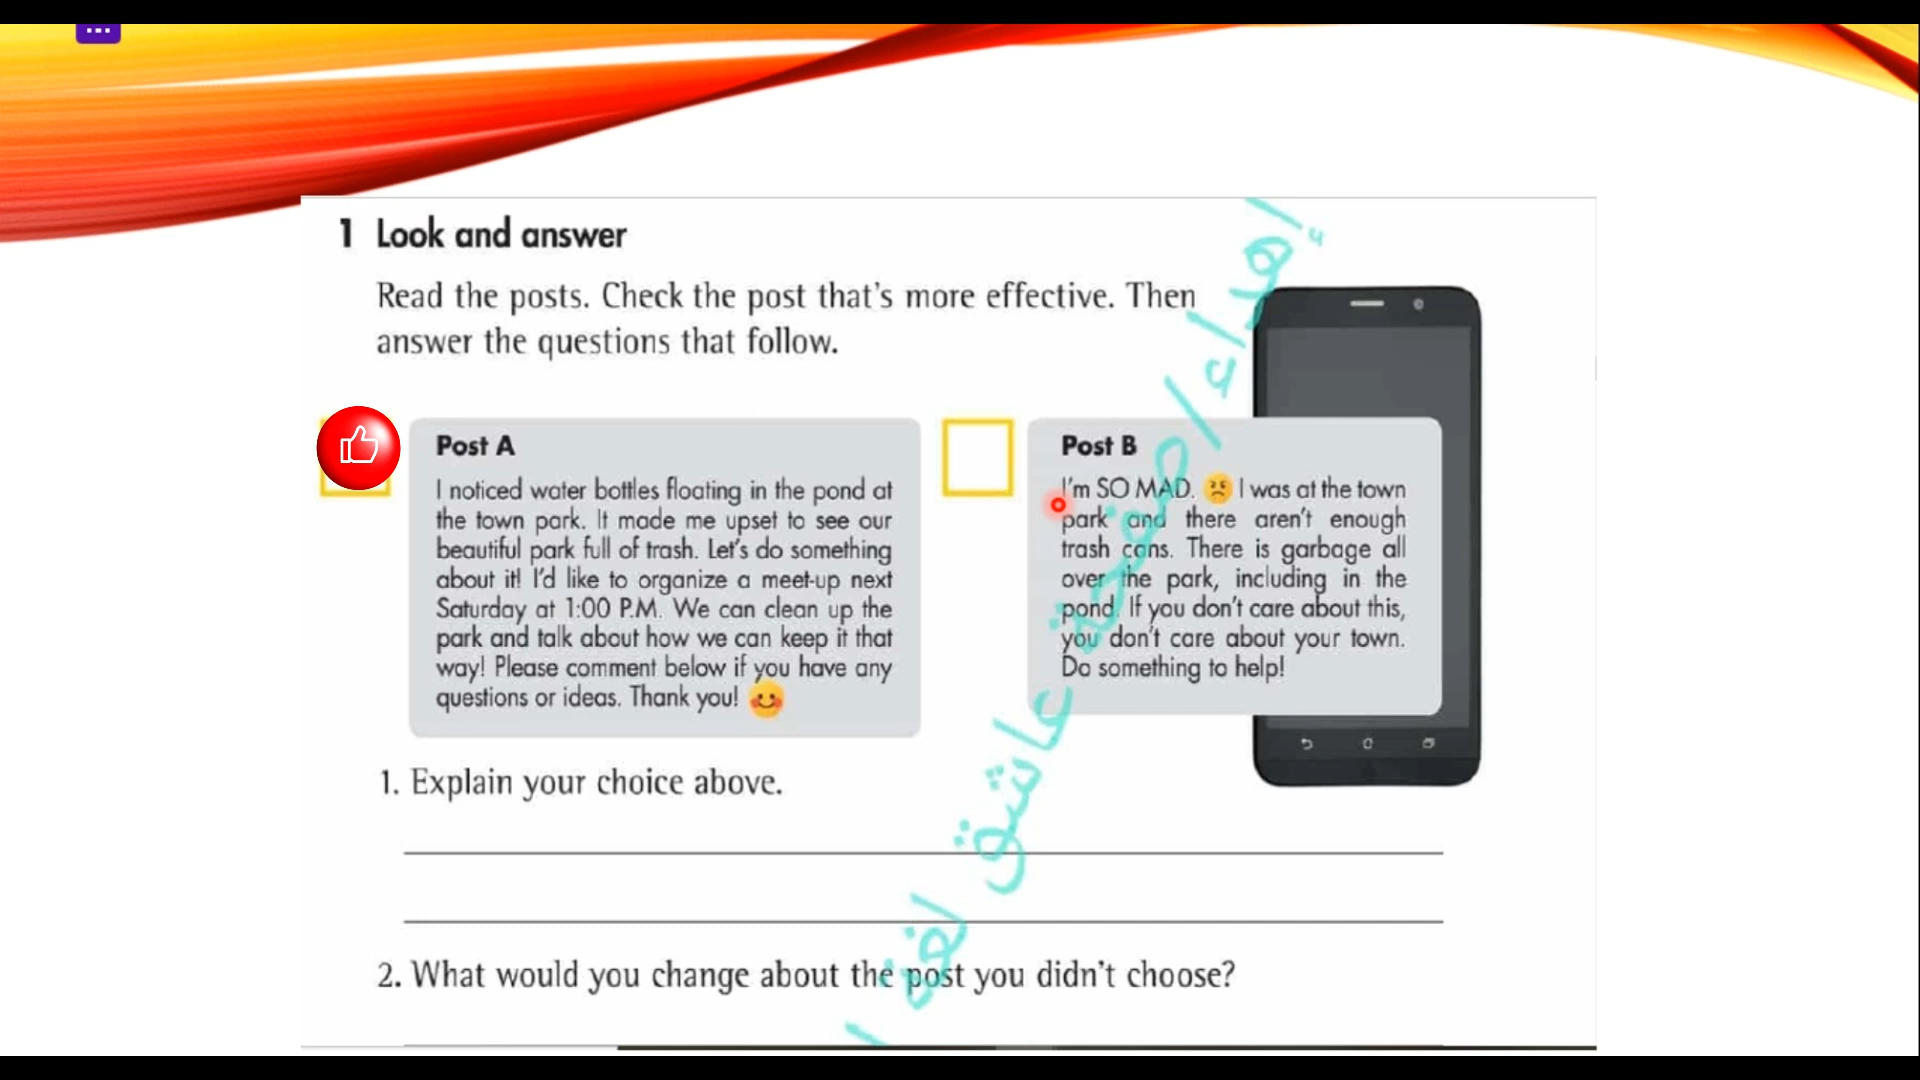 1 Look and answer
Read the posts. Check the post that's more effective. Then
answer the questions that follow.
Post A
I noticed water bottles floating in the pond at
the town park. It made me upset to see our
beautiful park full of trash. Let's do something
about it! I'd like to organize a meet-up next
Saturday at 1:00 P.M. We can clean up the
park and talk about how we can keep it that
way! Please comment below if you have any
questions or ideas. Thank you!
Post B
I'm SO MAD. I was at the town
park and there aren't enough
trash cans. There is garbage all
over the park, including in the
pond. If you don't care about this,
you don't care about your town.
Do something to help!
1. Explain your choice above.
2. What would you change about the post you didn't choose?
صفحة عاشق لغة